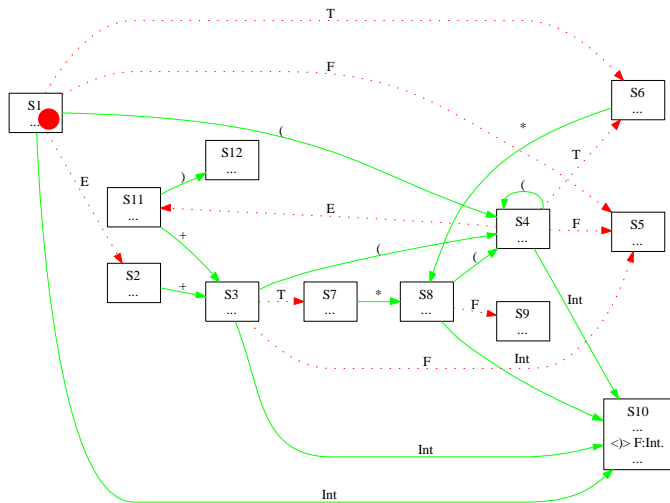 T
F
S1
...
S6
...
*
(
S12
...
T
E
)
S11
...
(
E
S4
...
F
S5
...
+
(
(
S2
...
+
S3
...
T
S7
...
*
S8
...
F
S9
...
Int
Int
F
S10
...
<)> F:Int.
...
Int
Int